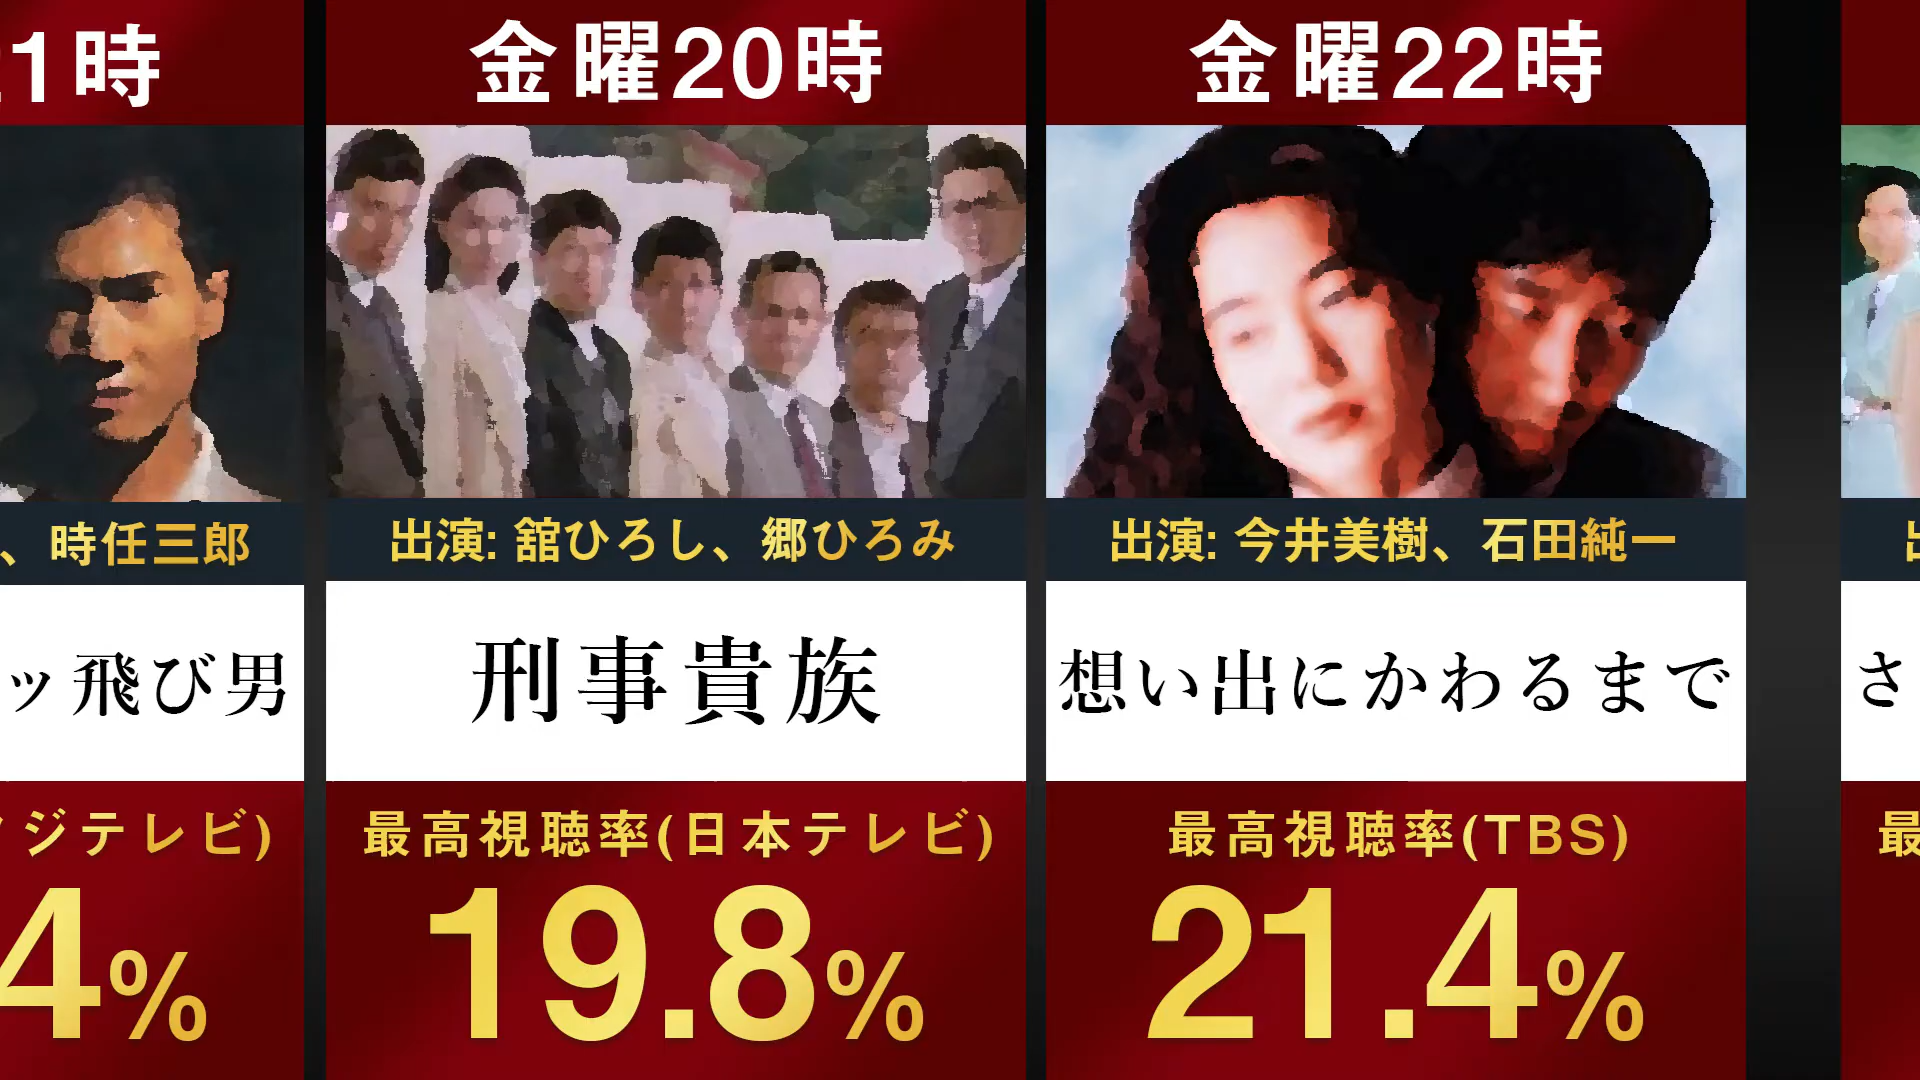 1時
、時任三郎
ッ飛び男
ジテレビ)
4%
金曜20時
出演: 舘ひろし、郷ひろみ
刑事貴族
最高視聴率(日本テレビ)
19.8%
金曜22時
出演: 今井美樹、石田純一
想い出にかわるまで
最高視聴率(TBS)
21.4%
さ
最